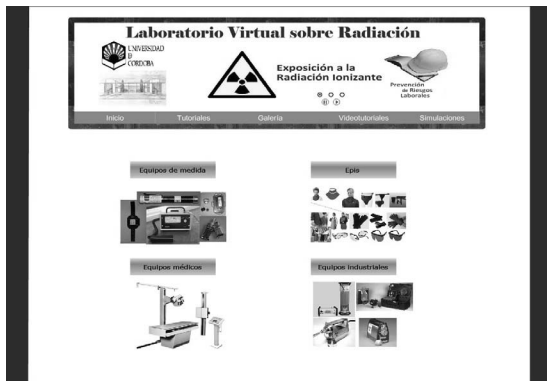 Laboratorio Virtual sobre Radiación
UNIVERSIDAD
D
CORDOBA
Exposición a la
Radiación Ionizante
Prevención
de Riesgos
Laborales
Inicio
Tutoriales
Galería
Videotutoriales
Simulaciones
Equipos de medida
Epis
Equipos médicos
Equipos industriales